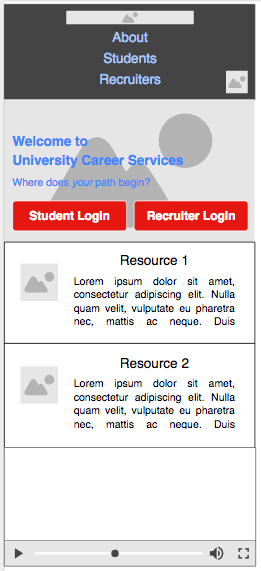 About
Students
Recruiters
Welcome to
University Career Services
Where does your path begin?
Student Login
Recruiter Login
Resource 1
Lorem ipsum dolor sit amet,
consectetur adipiscing elit. Nulla
quam velit, vulputate eu pharetra
nec, mattis ac neque. Duis
Resource 2
Lorem ipsum dolor sit amet,
consectetur adipiscing elit. Nulla
quam velit, vulputate eu pharetra
nec, mattis ac neque. Duis